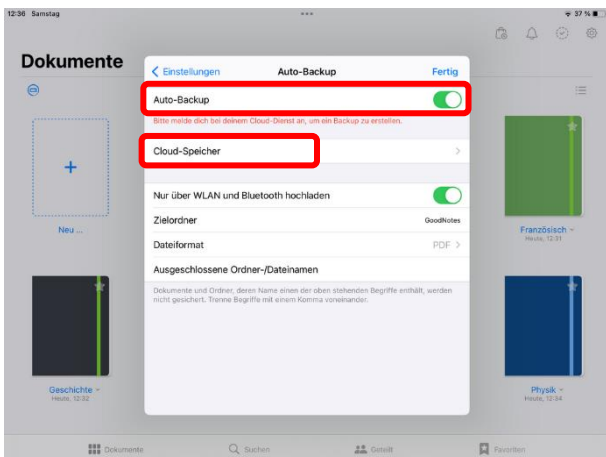 12:36 Samstag
37 %
Dokumente
Einstellungen Auto-Backup Fertig
Auto-Backup
Bitte melde dich bei deinem Cloud-Dienst an, um ein Backup zu erstellen.
Cloud-Speicher
Nur über WLAN und Bluetooth hochladen
Zielordner GoodNotes
Dateiformat PDF
Ausgeschlossene Ordner-/Dateinamen
Dokumente und Ordner, deren Name einen der oben stehenden Begriffe enthält, werden
nicht gesichert. Trenne Begriffe mit einem Komma voneinander.
Neu ...
Französisch
Heute, 12:31
Geschichte
Heute, 12:32
Physik
Heute, 12:34
Dokumente Suchen Geteilt Favoriten